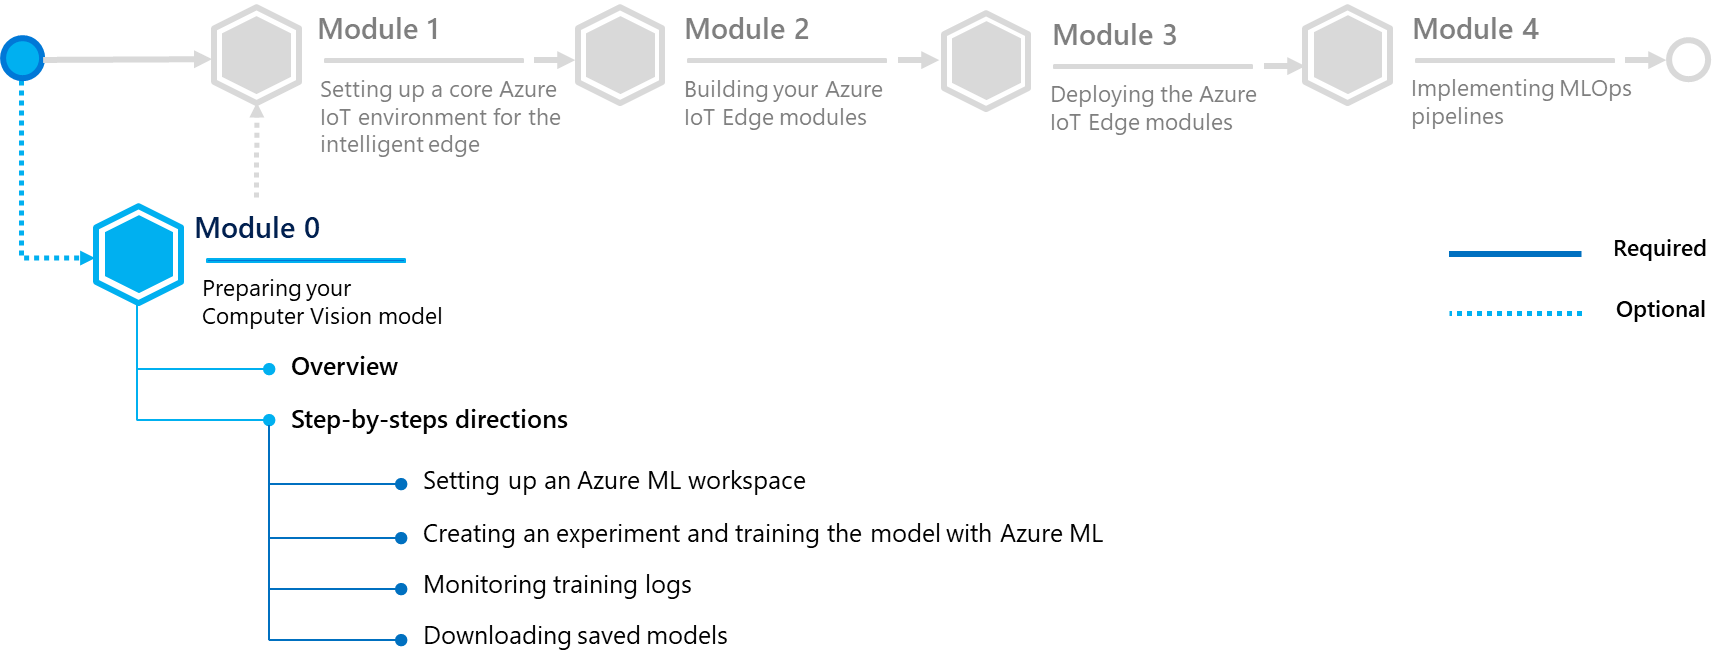 Module 1
Setting up a core Azure
IoT environment for the
intelligent edge
Module 2
Building your Azure
IoT Edge modules
Module 3
Deploying the Azure
IoT Edge modules
Module 4
Implementing MLOps
pipelines
Module 0
Preparing your
Computer Vision model
Required
Optional
Overview
Step-by-steps directions
Setting up an Azure ML workspace
Creating an experiment and training the model with Azure ML
Monitoring training logs
Downloading saved models